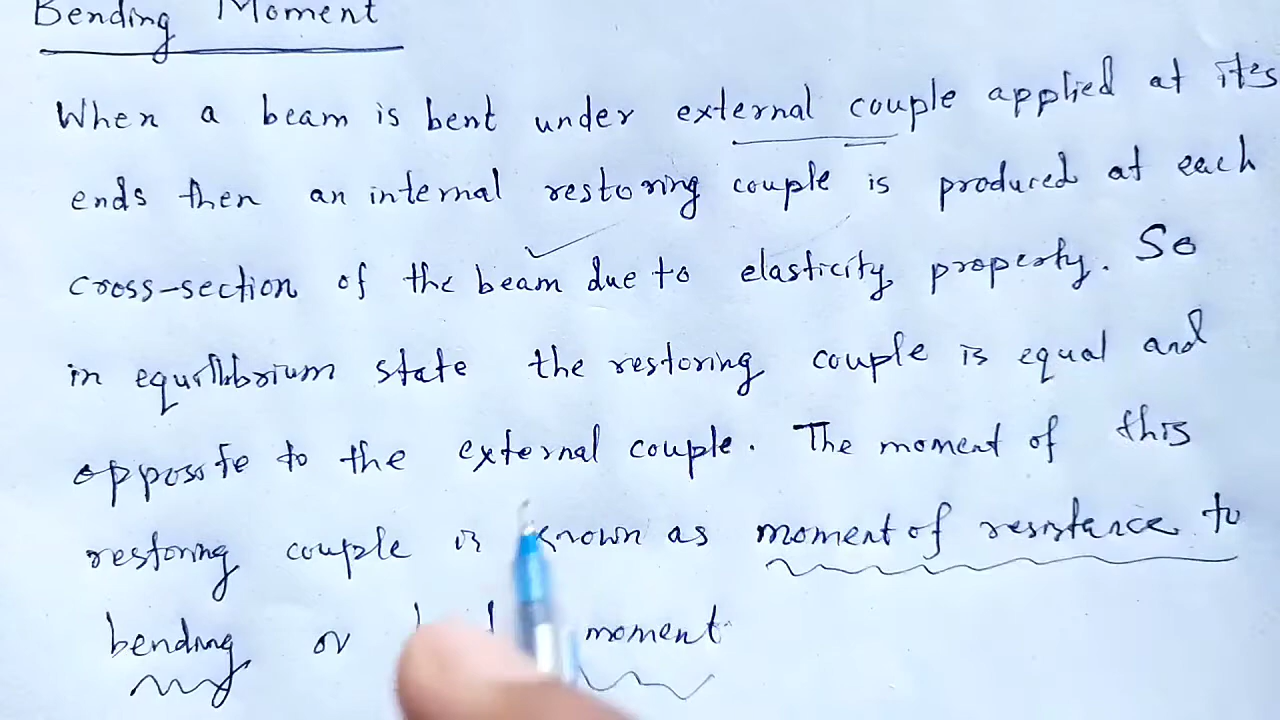 Bending Moment
When a beam is bent under external couple applied at its
ends then an internal restoring couple is produced at each
cross-section of the beam due to elasticity property. So
in equilibrium state the restoring couple is equal and
opposite to the external couple. The moment of this
restoring couple is known as moment of resistance to
bending or moment